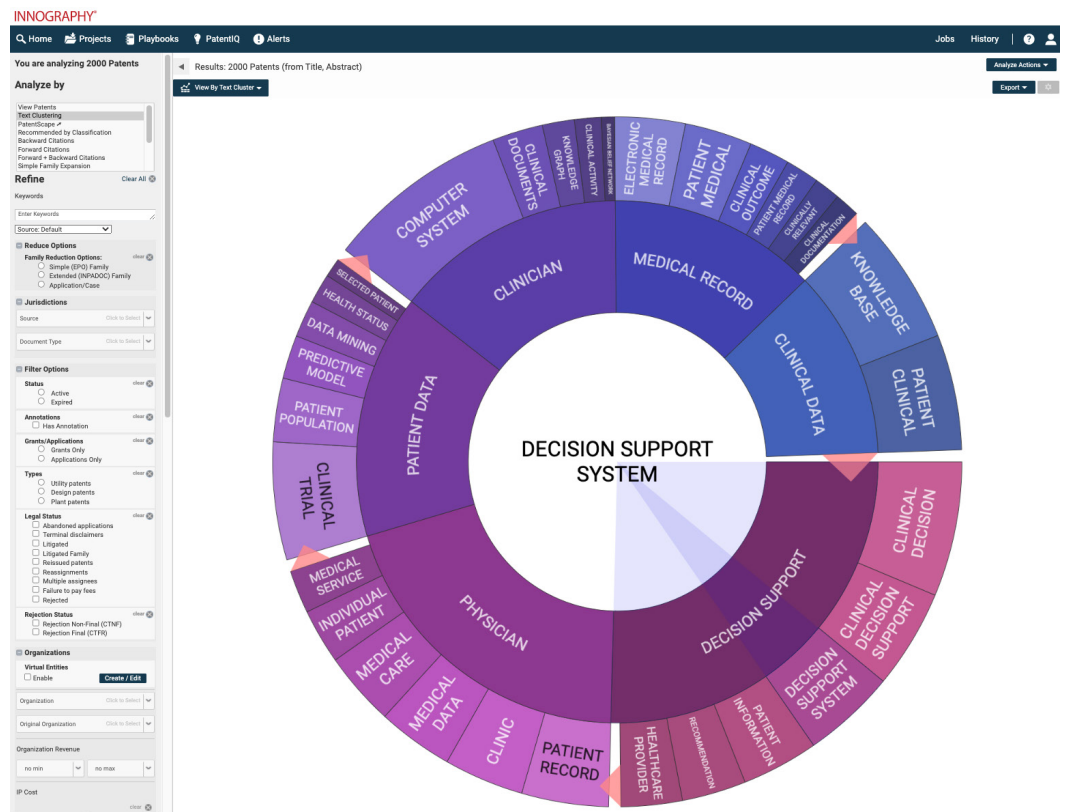 INNOGRAPHY®
Home
Projects
Playbooks
PatentIQ
Alerts
Jobs
History
You are analyzing 2000 Patents
Results: 2000 Patents (from Title, Abstract)
Analyze Actions
Analyze by
View By Text Cluster
Export
View Patents
Text Clustering
PatentScape
Recommended by Classification
Backward Citations
Forward Citations
Forward + Backward Citations
Simple Family Expansion
Refine
Clear All
Keywords
Enter Keywords
Source: Default
Reduce Options
Family Reduction Options:
clear
Simple (EPO) Family
Extended (INPADOC) Family
Application/Case
Jurisdictions
Source
Click to Select
Document Type
Click to Select
Filter Options
Status
clear
Active
Expired
Annotations
clear
Has Annotation
Grants/Applications
clear
Grants Only
Applications Only
Types
clear
Utility patents
Design patents
Plant patents
Legal Status
clear
Abandoned applications
Terminal disclaimers
Litigated
Litigated Family
Reissued patents
Reassignments
Multiple assignees
Failure to pay fees
Rejected
Rejection Status
clear
Rejection Non-Final (CTNF)
Rejection Final (CTFR)
Organizations
Virtual Entities
Enable
Create / Edit
Organization
Click to Select
Original Organization
Click to Select
Organization Revenue
no min
no max
IP Cost
clear
DECISION SUPPORT
SYSTEM
CLINICIAN
COMPUTER
SYSTEM
CLINICAL
DOCUMENTS
KNOWLEDGE
GRAPH
CLINICAL ACTIVITY
BAYESIAN BELIEF NETWORK
MEDICAL RECORD
ELECTRONIC
MEDICAL
RECORD
PATIENT
MEDICAL
CLINICAL
OUTCOME
PATIENT MEDICAL
RECORD
CLINICALLY
RELEVANT
CLINICAL
DOCUMENTATION
CLINICAL DATA
KNOWLEDGE
BASE
PATIENT
CLINICAL
DECISION SUPPORT
CLINICAL
DECISION
CLINICAL
DECISION
SUPPORT
DECISION
SUPPORT
SYSTEM
PATIENT
INFORMATION
RECOMMENDATION
HEALTHCARE
PROVIDER
PHYSICIAN
PATIENT
RECORD
CLINIC
MEDICAL
DATA
MEDICAL
CARE
INDIVIDUAL
PATIENT
MEDICAL
SERVICE
PATIENT DATA
CLINICAL
TRIAL
PATIENT
POPULATION
PREDICTIVE
MODEL
DATA MINING
HEALTH STATUS
SELECTED PATIENT